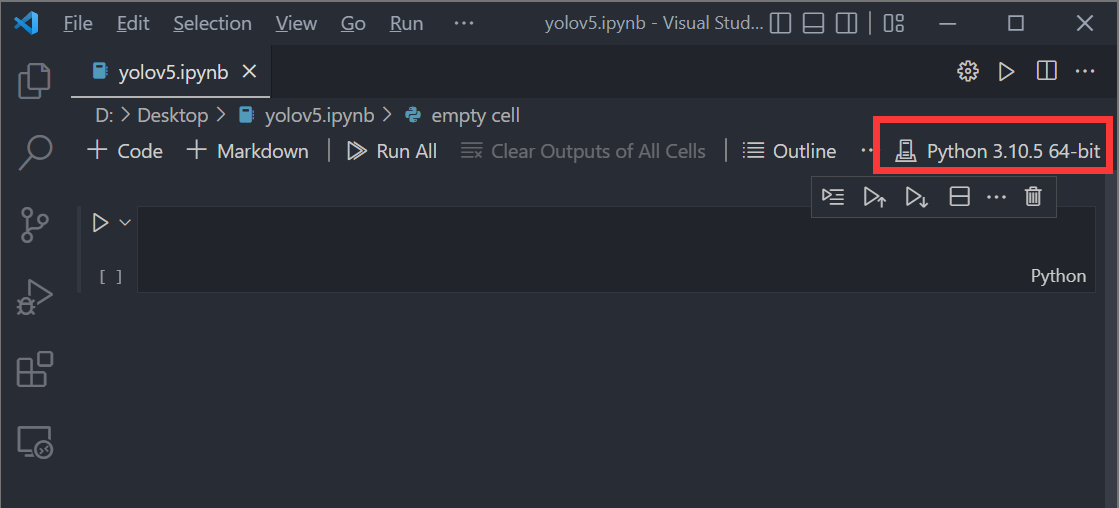 File Edit Selection View Go Run ··· yolov5.ipynb - Visual Stud...
yolov5.ipynb
D: > Desktop > yolov5.ipynb > empty cell
+ Code + Markdown | Run All Clear Outputs of All Cells | Outline ·· Python 3.10.5 64-bit
[ ]
Python